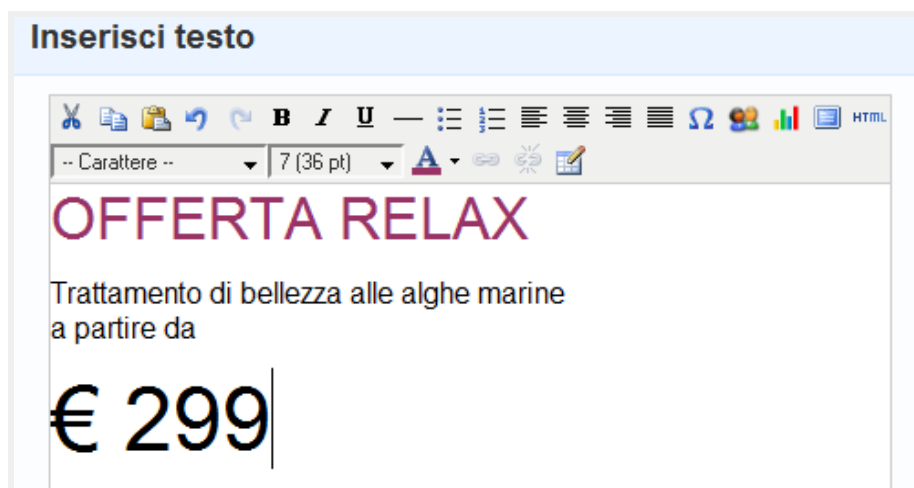 Inserisci testo
B I U Ω HTML
-- Carattere -- 7 (36 pt) A
OFFERTA RELAX
Trattamento di bellezza alle alghe marine
a partire da
€ 299